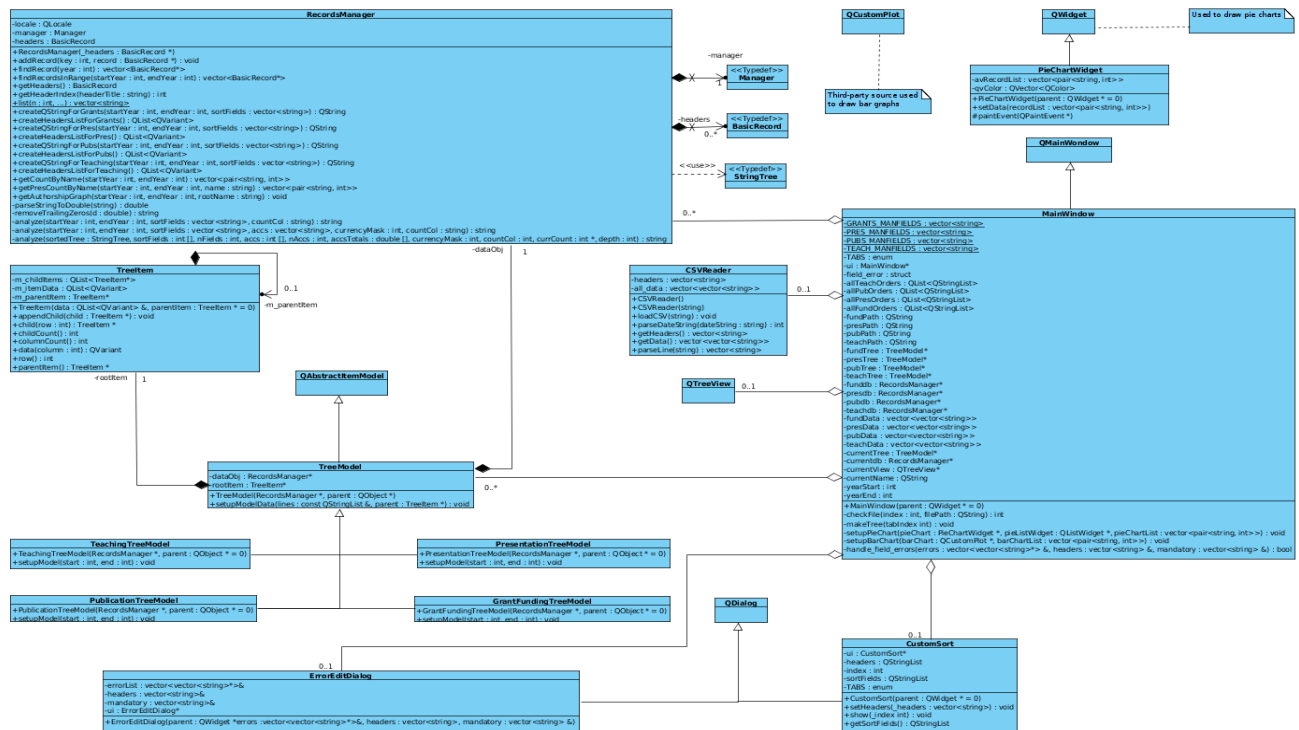 RecordsManager
-locale : QLocale
-manager : Manager
-headers : BasicRecord
+RecordsManager(_headers : BasicRecord *)
+addRecord(key : int, record : BasicRecord *) : void
+findRecord(year : int) : vector<BasicRecord*>
+findRecordsInRange(startYear : int, endYear : int) : vector<BasicRecord*>
+getHeaders() : BasicRecord
+getHeaderIndex(headerTitle : string) : int
+list(n : int, ...) : vector<string>
+createQStringForGrants(startYear : int, endYear : int, sortFields : vector<string>) : QString
+createHeadersListForGrants() : QList<QVariant>
+createQStringForPres(startYear : int, endYear : int, sortFields : vector<string>) : QString
+createHeadersListForPres() : QList<QVariant>
+createQStringForPubs(startYear : int, endYear : int, sortFields : vector<string>) : QString
+createHeadersListForPubs() : QList<QVariant>
+createQStringForTeaching(startYear : int, endYear : int, sortFields : vector<string>) : QString
+createHeadersListForTeaching() : QList<QVariant>
+getCountByName(startYear : int, endYear : int) : vector<pair<string, int>>
+getPresCountByName(startYear : int, endYear : int, name : string) : vector<pair<string, int>>
+getAuthorshipGraph(startYear : int, endYear : int, rootName : string) : void
-parseStringToDouble(string) : double
-removeTrailingZeros(d : double) : string
-analyze(startYear : int, endYear : int, sortFields : vector<string>, countCol : string) : string
-analyze(startYear : int, endYear : int, sortFields : vector<string>, accs : vector<string>, currencyMask : int, countCol : string) : string
-analyze(sortedTree : StringTree, sortFields : int [], nFields : int, accs : int [], nAccs : int, accsTotals : double [], currencyMask : int, countCol : int, currCount : int *, depth : int) : string
-manager
1
<<Typedef>>
Manager
-headers
0..*
<<Typedef>>
BasicRecord
<<use>>
<<Typedef>>
StringTree
0..*
-dataObj
1
QCustomPlot
Third-party source used
to draw bar graphs
QWidget
Used to draw pie charts
PieChartWidget
-avRecordList : vector<pair<string, int>>
-qvColor : QVector<QColor>
+PieChartWidget(parent : QWidget * = 0)
+setData(recordList : vector<pair<string, int>>)
#paintEvent(QPaintEvent *)
QMainWondow
MainWindow
-GRANTS_MANFIELDS : vector<string>
-PRES_MANFIELDS : vector<string>
-PUBS_MANFIELDS : vector<string>
-TEACH_MANFIELDS : vector<string>
-TABS : enum
-ui : MainWindow*
-field_error : struct
-allTeachOrders : QList<QStringList>
-allPubOrders : QList<QStringList>
-allPresOrders : QList<QStringList>
-allFundOrders : QList<QStringList>
-fundPath : QString
-presPath : QString
-pubPath : QString
-teachPath : QString
-fundTree : TreeModel*
-presTree : TreeModel*
-pubTree : TreeModel*
-teachTree : TreeModel*
-funddb : RecordsManager*
-presdb : RecordsManager*
-pubdb : RecordsManager*
-teachdb : RecordsManager*
-fundData : vector<vector<string>>
-presData : vector<vector<string>>
-pubData : vector<vector<string>>
-teachData : vector<vector<string>>
-currentTree : TreeModel*
-currentdb : RecordsManager*
-currentView : QTreeView*
-currentName : QString
-yearStart : int
-yearEnd : int
+MainWindow(parent : QWidget * = 0)
-checkFile(index : int, filePath : QString) : int
-makeTree(tabIndex int) : void
-setupPieChart(pieChart : PieChartWidget *, pieListWidget : QListWidget *, pieChartList : vector<pair<string, int>>) : void
-setupBarChart(barChart : QCustomPlot *, barChartList : vector<pair<string, int>>) : void
-handle_field_errors(errors : vector<vector<string>*> &, headers : vector<string> &, mandatory : vector<string> &) : bool
TreeItem
-m_childItems : QList<TreeItem*>
-m_itemData : QList<QVariant>
-m_parentItem : TreeItem*
+TreeItem(data : QList<QVariant> &, parentItem : TreeItem * = 0)
+appendChild(child : TreeItem *) : void
+child(row : int) : TreeItem *
+childCount() : int
+columnCount() : int
+data(column : int) : QVariant
+row() : int
+parentItem() : TreeItem *
0..1
-m_parentItem
-rootItem
1
CSVReader
-headers : vector<string>
-all_data : vector<vector<string>>
+CSVReader()
+CSVReader(string)
+loadCSV(string) : void
+parseDateString(dateString : string) : int
+getHeaders() : vector<string>
+getData() : vector<vector<string>>
+parseLine(string) : vector<string>
0..1
QAbstractItemModel
QTreeView
0..1
TreeModel
-dataObj : RecordsManager*
-rootItem : TreeItem*
+TreeModel(RecordsManager *, parent : QObject *)
+setupModelData(lines : const QStringList &, parent : TreeItem *) : void
0..*
TeachingTreeModel
+TeachingTreeModel(RecordsManager *, parent : QObject * = 0)
+setupModel(start : int, end : int) : void
PresentationTreeModel
+PresentationTreeModel(RecordsManager *, parent : QObject * = 0)
+setupModel(start : int, end : int) : void
PublicationTreeModel
+PublicationTreeModel(RecordsManager *, parent : QObject * = 0)
+setupModel(start : int, end : int) : void
GrantFundingTreeModel
+GrantFundingTreeModel(RecordsManager *, parent : QObject * = 0)
+setupModel(start : int, end : int) : void
QDialog
0..1
ErrorEditDialog
-errorList : vector<vector<string>*>&
-headers : vector<string>&
-mandatory : vector<string>&
-ui : ErrorEditDialog*
+ErrorEditDialog(parent : QWidget *errors :vector<vector<string>*>&, headers : vector<string>, mandatory : vector<string> &)
0..1
CustomSort
-ui : CustomSort*
-headers : QStringList
-index : int
-sortFields : QStringList
-TABS : enum
+CustomSort(parent : QWidget * = 0)
+setHeaders(_headers : vector<string>) : void
+show(_index int) : void
+getSortFields() : QStringList